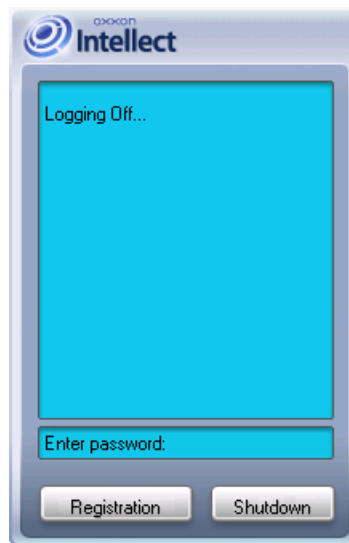 axxon
Intellect
Logging Off...
Enter password:
Registration
Shutdown